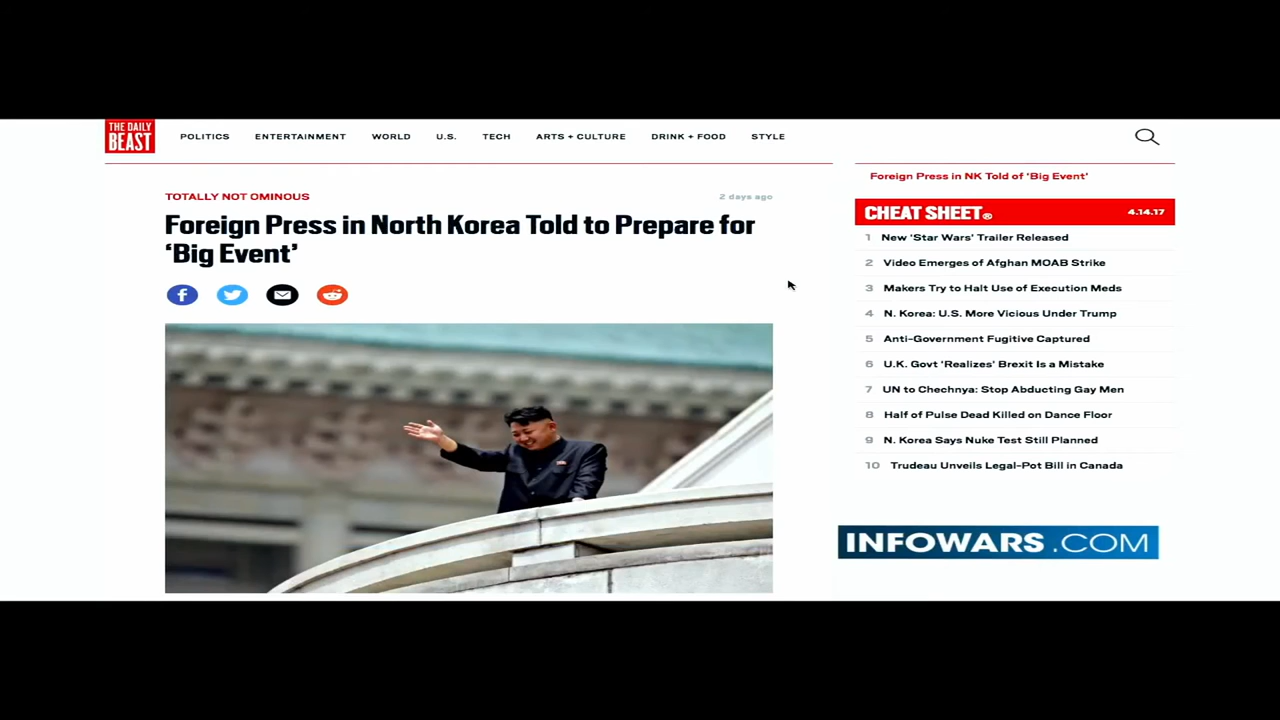 THE DAILY
BEAST
POLITICS ENTERTAINMENT WORLD U.S. TECH ARTS + CULTURE DRINK + FOOD STYLE
TOTALLY NOT OMINOUS
2 days ago
Foreign Press in North Korea Told to Prepare for
‘Big Event’
Foreign Press in NK Told of ‘Big Event’
CHEAT SHEET®
4.14.17
1 New ‘Star Wars’ Trailer Released
2 Video Emerges of Afghan MOAB Strike
3 Makers Try to Halt Use of Execution Meds
4 N. Korea: U.S. More Vicious Under Trump
5 Anti-Government Fugitive Captured
6 U.K. Govt ‘Realizes’ Brexit Is a Mistake
7 UN to Chechnya: Stop Abducting Gay Men
8 Half of Pulse Dead Killed on Dance Floor
9 N. Korea Says Nuke Test Still Planned
10 Trudeau Unveils Legal-Pot Bill in Canada
INFOWARS.COM